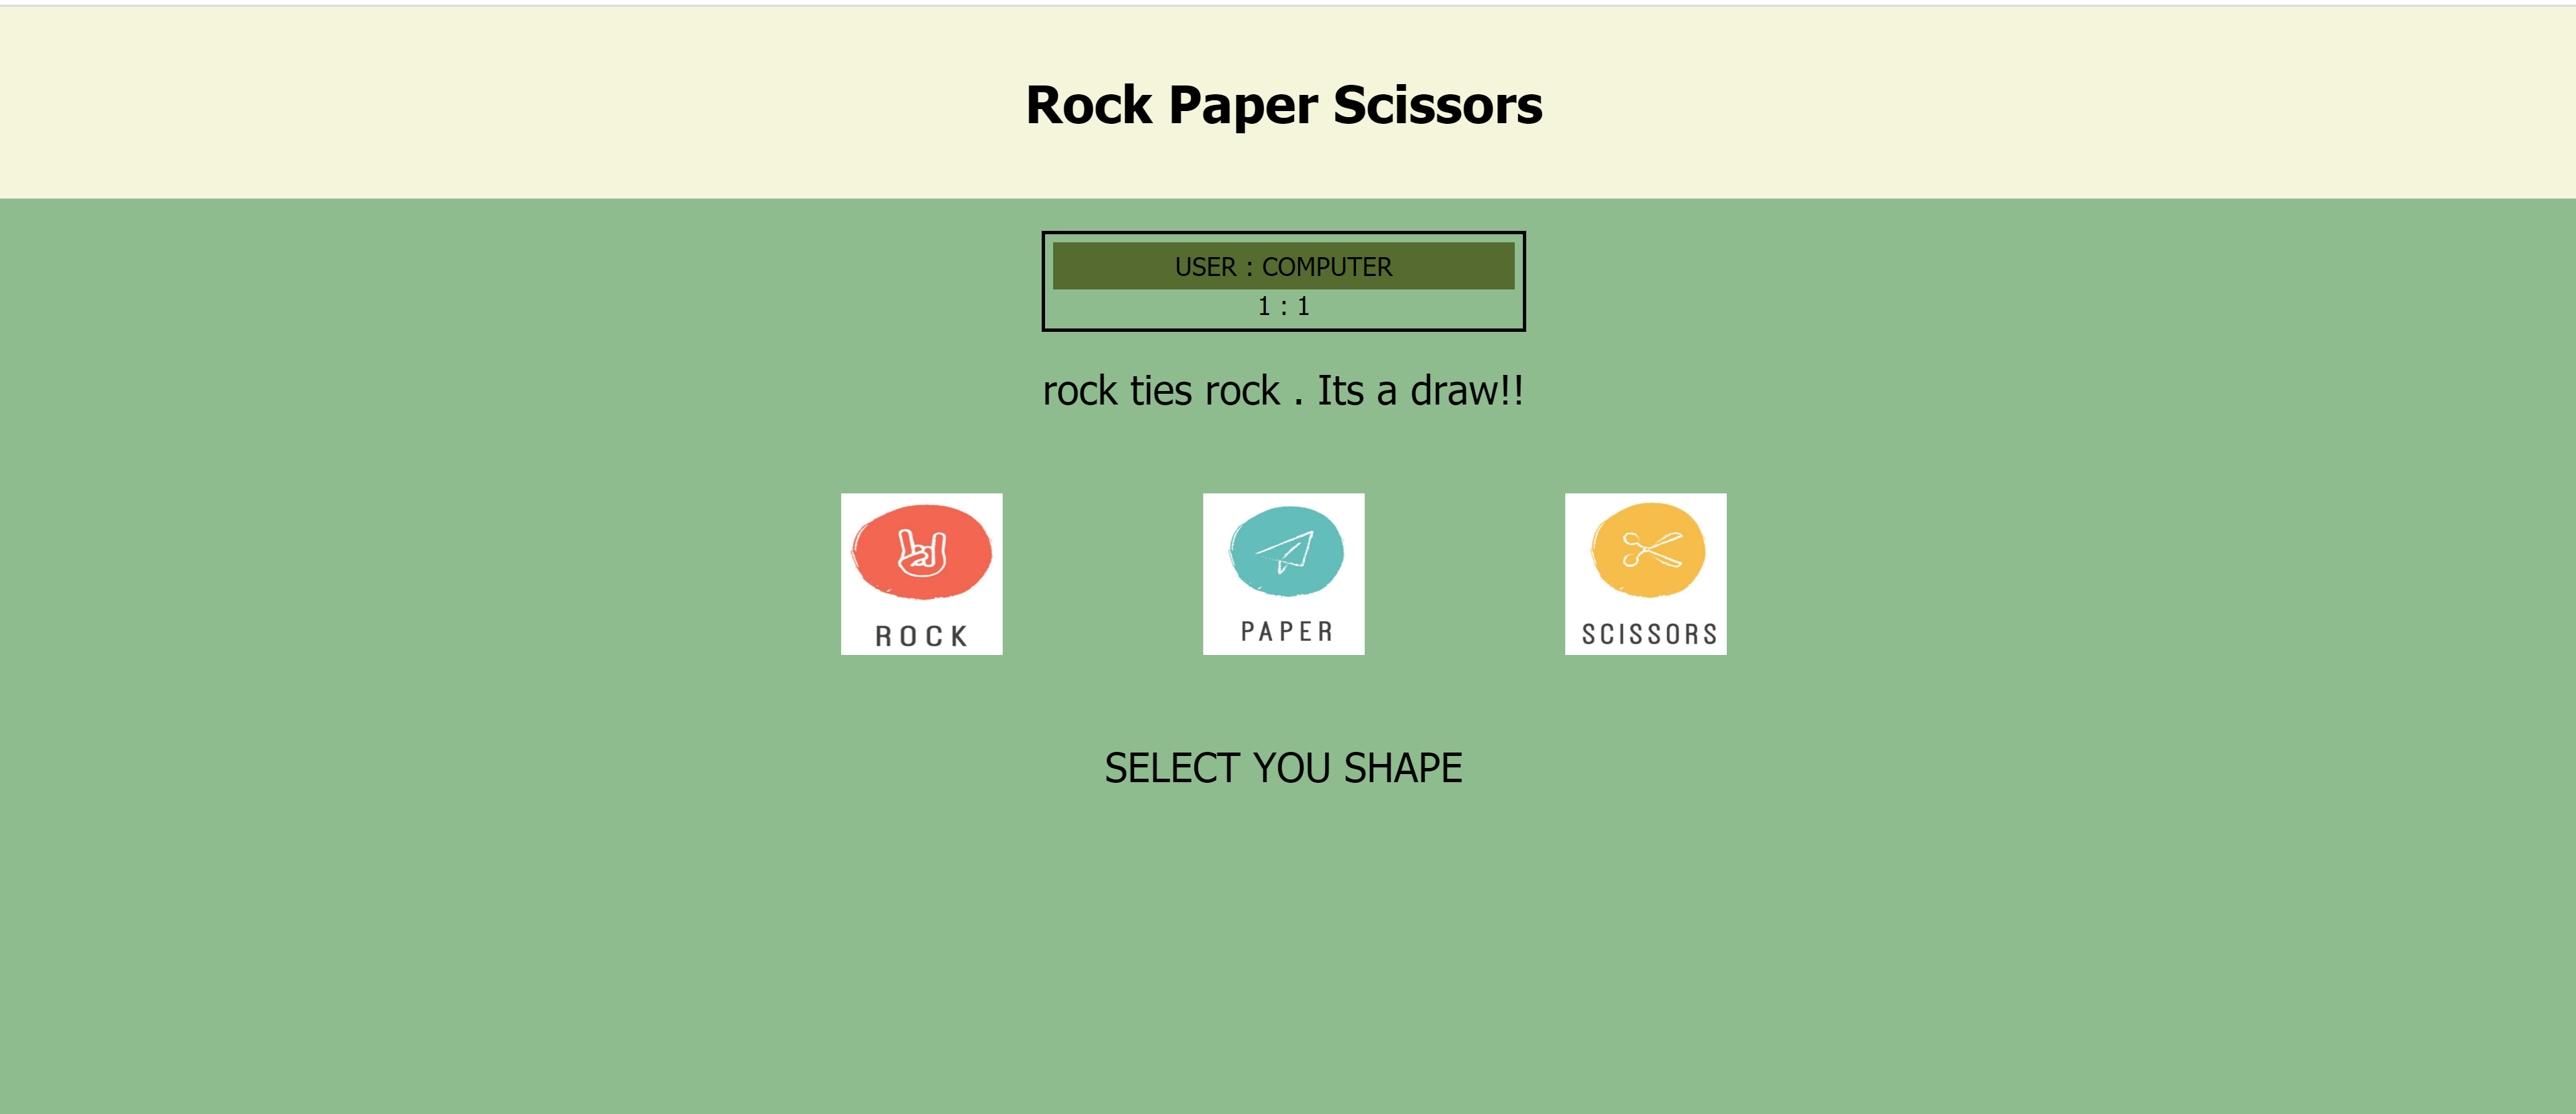 Rock Paper Scissors
USER : COMPUTER
1 : 1
rock ties rock . Its a draw!!
ROCK
PAPER
SCISSORS
SELECT YOU SHAPE